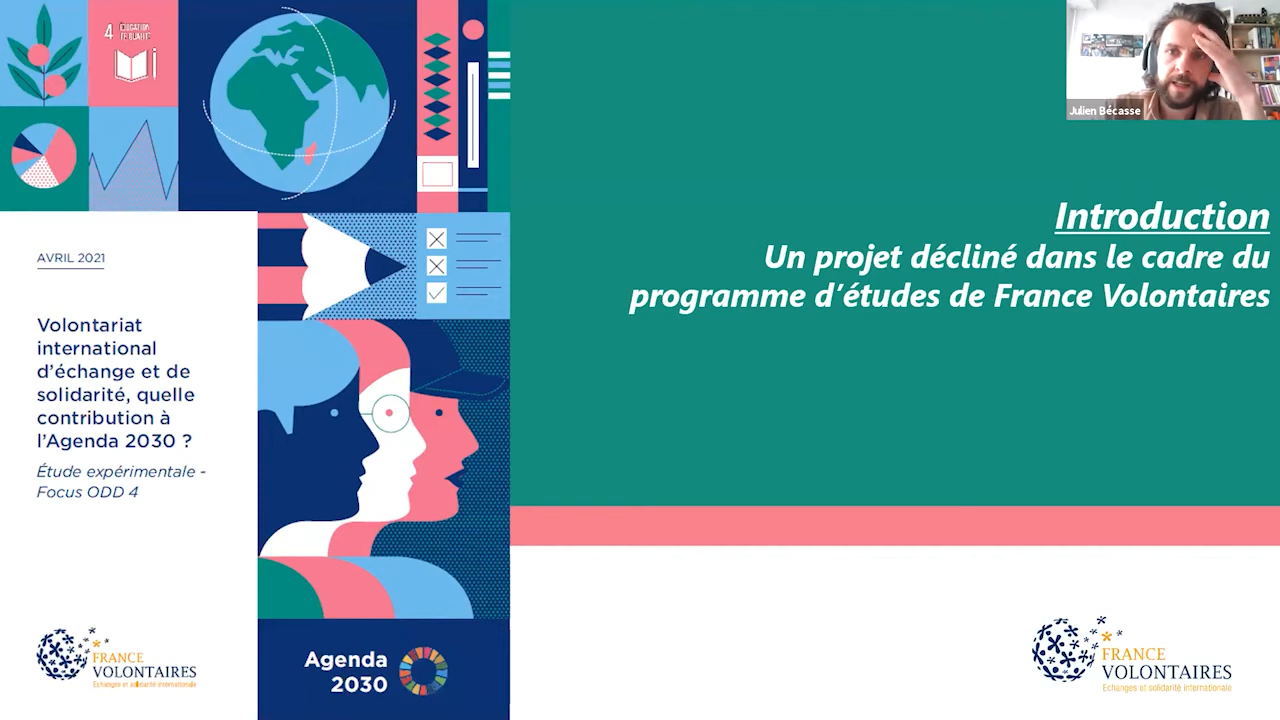 4 ÉDUCATION
DE QUALITÉ
AVRIL 2021
Volontariat
international
d’échange et de
solidarité, quelle
contribution à
l’Agenda 2030 ?
Étude expérimentale -
Focus ODD 4
FRANCE
VOLONTAIRES
Echanges et solidarité internationale
Agenda
2030
Julien Bécasse
Introduction
Un projet décliné dans le cadre du
programme d’études de France Volontaires
FRANCE
VOLONTAIRES
Echanges et solidarité internationale